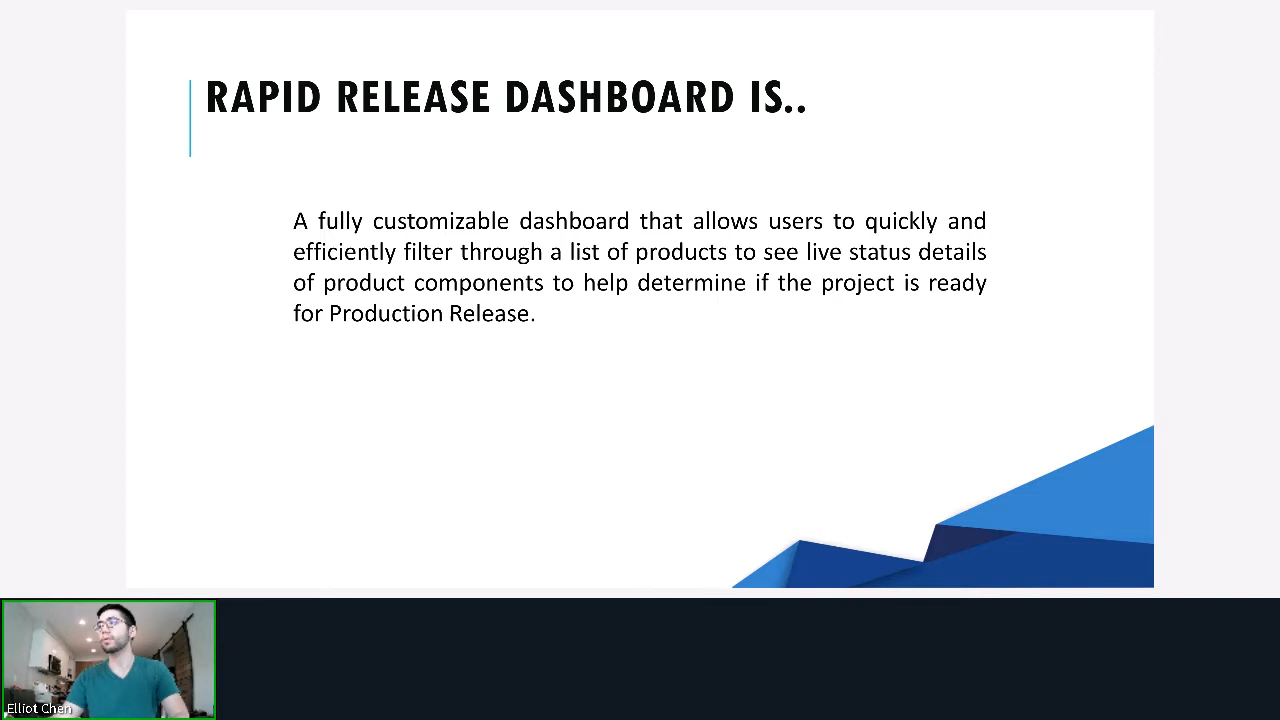 RAPID RELEASE DASHBOARD IS..
A fully customizable dashboard that allows users to quickly and
efficiently filter through a list of products to see live status details
of product components to help determine if the project is ready
for Production Release.
Elliot Chen